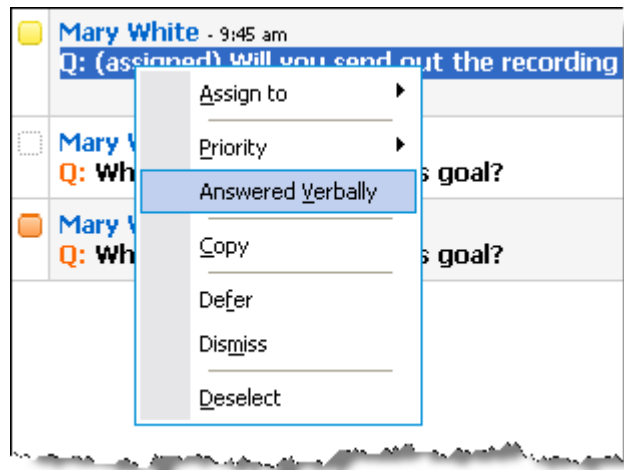 Mary White - 9:45 am
Q: (assigned) Will you send out the recording
Assign to
Mary
Priority
Q: Wh s goal?
Answered Verbally
Mary
Copy
Q: Wh s goal?
Defer
Dismiss
Deselect